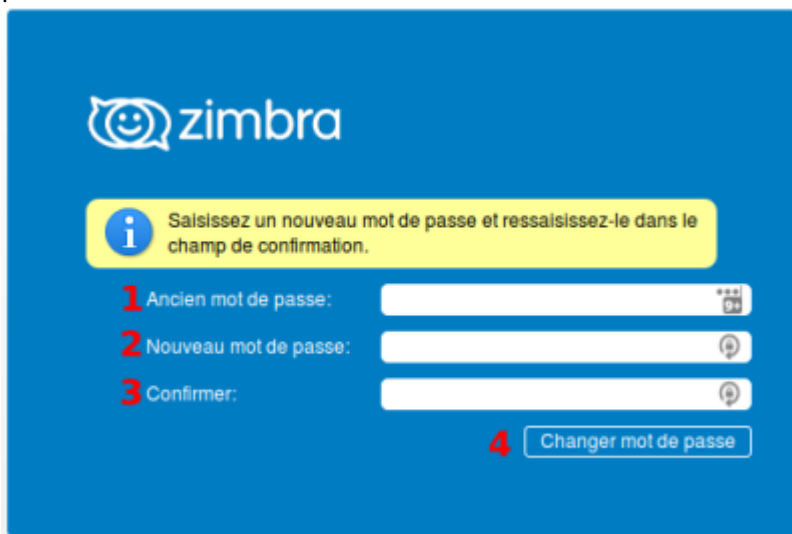 zimbra
Saisissez un nouveau mot de passe et ressaisissez-le dans le
champ de confirmation.
1 Ancien mot de passe:
9+
2 Nouveau mot de passe:
3 Confirmer:
4 Changer mot de passe